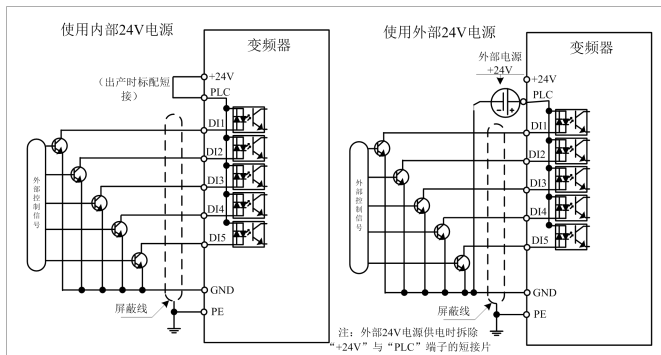 使用内部24V电源
变频器
(出产时标配短
接)
+24V
PLC
DI1
DI2
DI3
DI4
DI5
外部控制信号
GND
屏蔽线
PE
使用外部24V电源
变频器
外部电源
+24V
+24V
PLC
DI1
DI2
DI3
DI4
DI5
外部控制信号
GND
屏蔽线
PE
注：外部24V电源供电时拆除
“+24V”与“PLC”端子的短接片